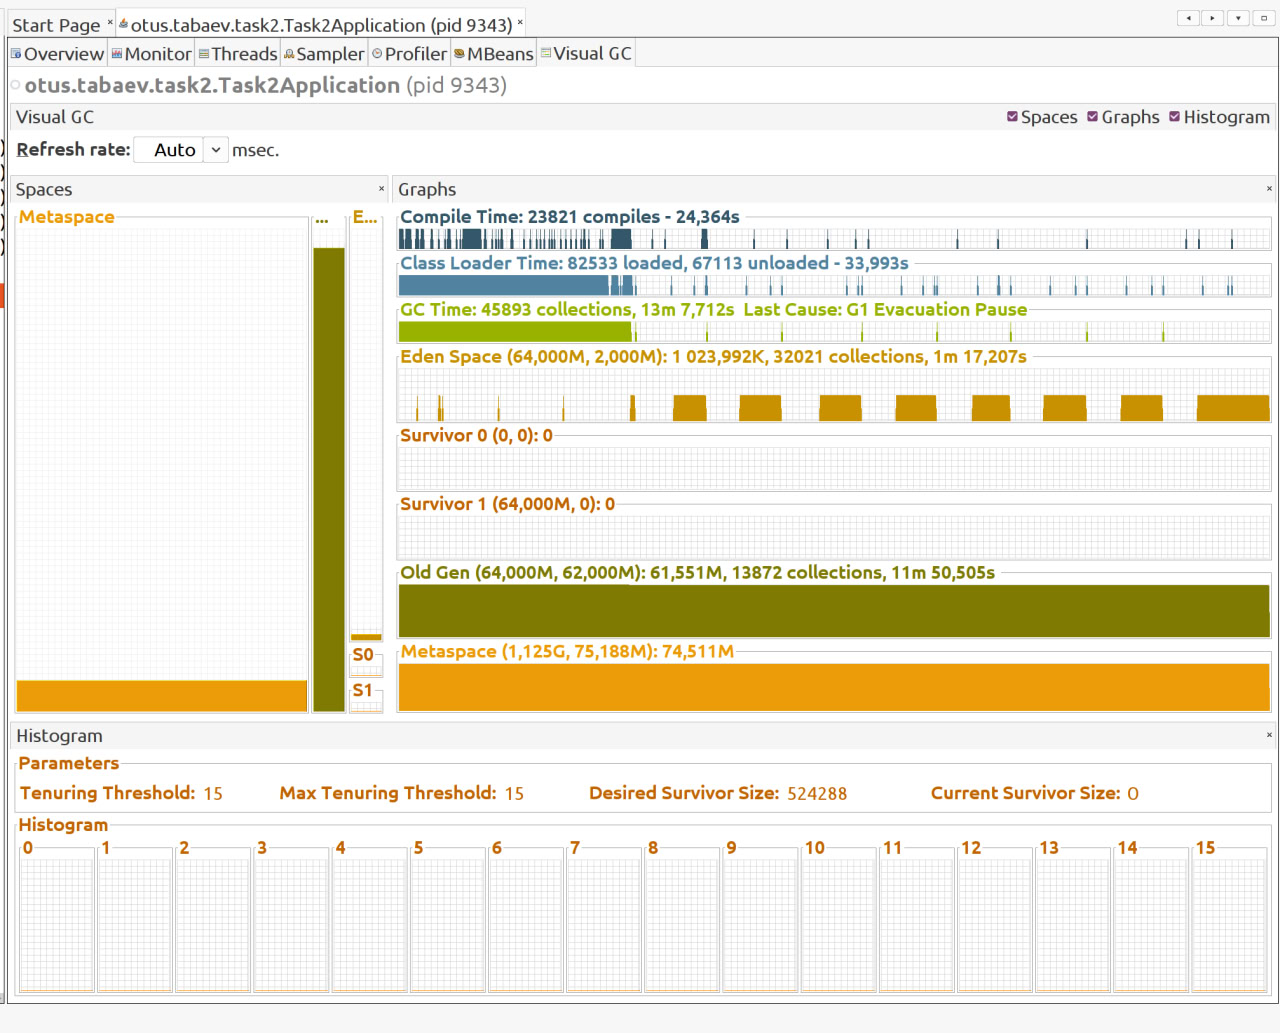 Start Page
otus.tabaev.task2.Task2Application (pid 9343)
Overview Monitor Threads Sampler Profiler MBeans Visual GC
otus.tabaev.task2.Task2Application (pid 9343)
Visual GC
Spaces Graphs Histogram
Refresh rate: Auto msec.
Spaces
Metaspace
...
E...
S0
S1
Graphs
Compile Time: 23821 compiles - 24,364s
Class Loader Time: 82533 loaded, 67113 unloaded - 33,993s
GC Time: 45893 collections, 13m 7,712s Last Cause: G1 Evacuation Pause
Eden Space (64,000M, 2,000M): 1 023,992K, 32021 collections, 1m 17,207s
Survivor 0 (0, 0): 0
Survivor 1 (64,000M, 0): 0
Old Gen (64,000M, 62,000M): 61,551M, 13872 collections, 11m 50,505s
Metaspace (1,125G, 75,188M): 74,511M
Histogram
Parameters
Tenuring Threshold: 15 Max Tenuring Threshold: 15 Desired Survivor Size: 524288 Current Survivor Size: 0
Histogram
0 1 2 3 4 5 6 7 8 9 10 11 12 13 14 15